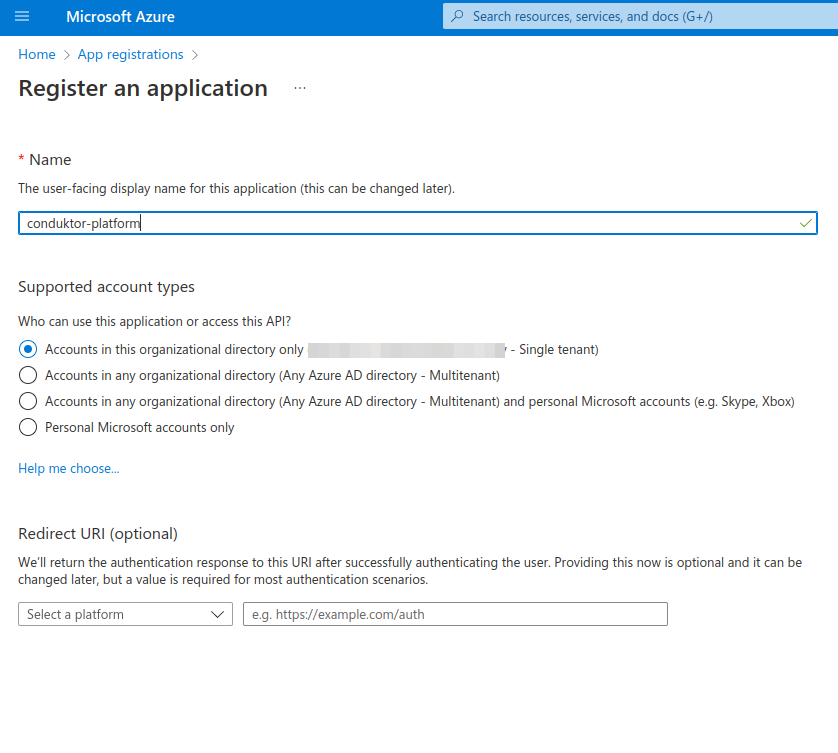 Microsoft Azure
Search resources, services, and docs (G+/)
Home > App registrations >
Register an application ...
* Name
The user-facing display name for this application (this can be changed later).
conduktor-platform
Supported account types
Who can use this application or access this API?
Accounts in this organizational directory only - Single tenant)
Accounts in any organizational directory (Any Azure AD directory - Multitenant)
Accounts in any organizational directory (Any Azure AD directory - Multitenant) and personal Microsoft accounts (e.g. Skype, Xbox)
Personal Microsoft accounts only
Help me choose...
Redirect URI (optional)
We'll return the authentication response to this URI after successfully authenticating the user. Providing this now is optional and it can be
changed later, but a value is required for most authentication scenarios.
Select a platform
e.g. https://example.com/auth